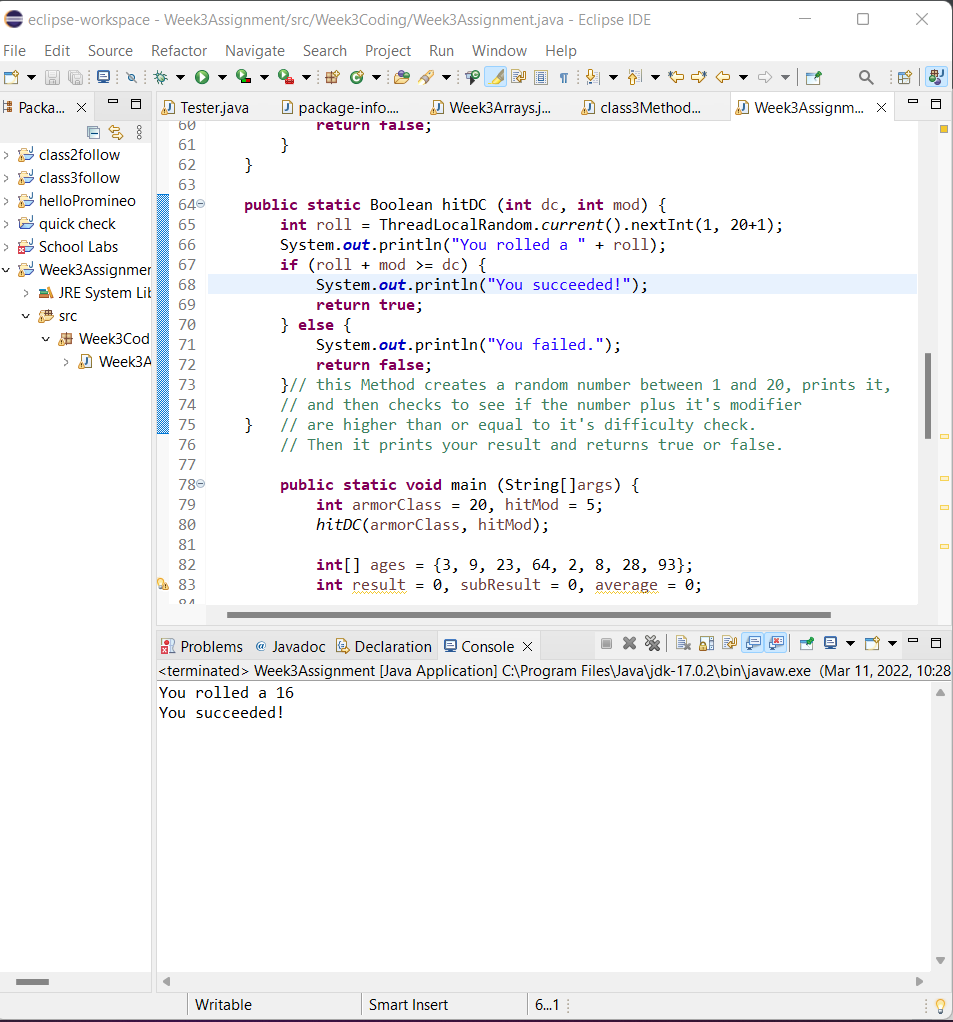 eclipse-workspace - Week3Assignment/src/Week3Coding/Week3Assignment.java - Eclipse IDE
File Edit Source Refactor Navigate Search Project Run Window Help
Packa... Tester.java package-info.... Week3Arrays.j... class3Method... Week3Assignm...
class2follow
class3follow
helloPromineo
quick check
School Labs
Week3Assignmer
JRE System Lib
src
Week3Cod
Week3A
60 return false;
61 }
62 }
63
64 public static Boolean hitDC (int dc, int mod) {
65 int roll = ThreadLocalRandom.current().nextInt(1, 20+1);
66 System.out.println("You rolled a " + roll);
67 if (roll + mod >= dc) {
68 System.out.println("You succeeded!");
69 return true;
70 } else {
71 System.out.println("You failed.");
72 return false;
73 }// this Method creates a random number between 1 and 20, prints it,
74 // and then checks to see if the number plus it's modifier
75 } // are higher than or equal to it's difficulty check.
76 // Then it prints your result and returns true or false.
77
78 public static void main (String[]args) {
79 int armorClass = 20, hitMod = 5;
80 hitDC(armorClass, hitMod);
81
82 int[] ages = {3, 9, 23, 64, 2, 8, 28, 93};
83 int result = 0, subResult = 0, average = 0;
84
Problems Javadoc Declaration Console
<terminated> Week3Assignment [Java Application] C:\Program Files\Java\jdk-17.0.2\bin\javaw.exe (Mar 11, 2022, 10:28
You rolled a 16
You succeeded!
Writable Smart Insert 6...1